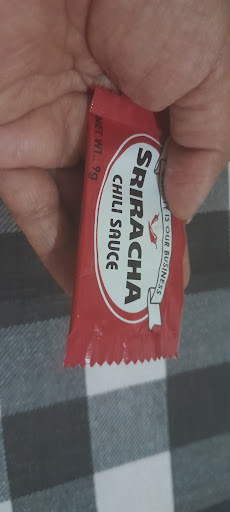 IS OUR BUSINESS
SRIRACHA
CHILI SAUCE
NET WT.: 9g